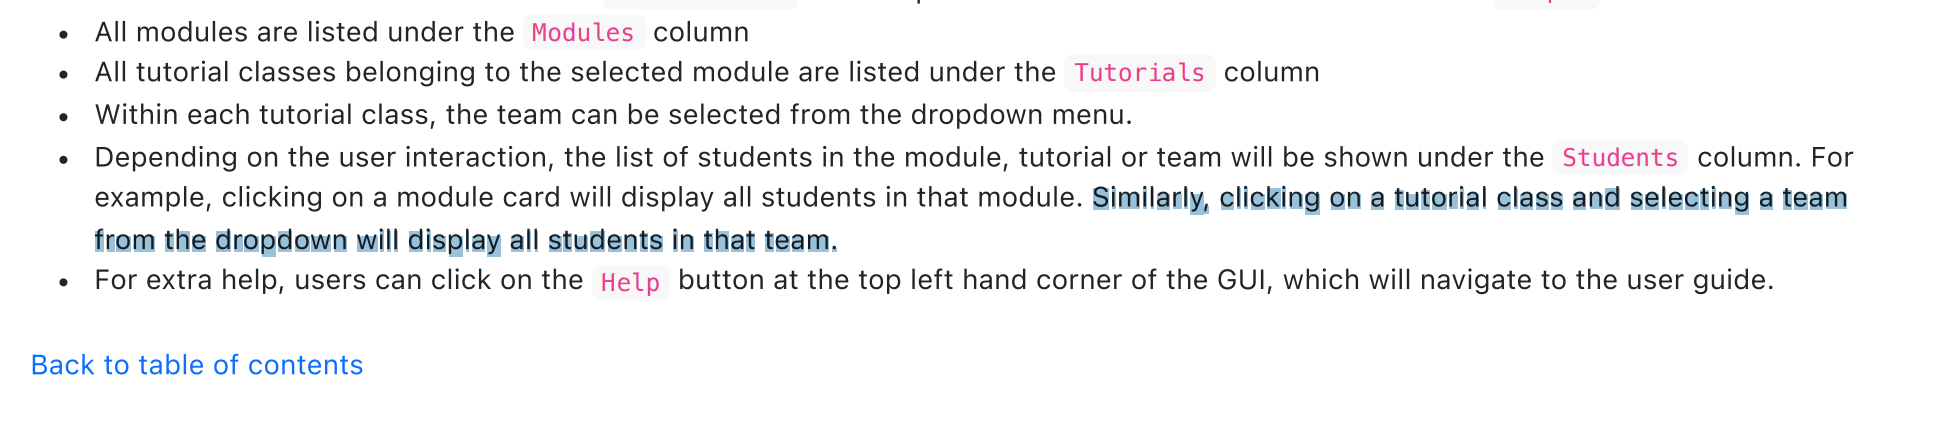 All modules are listed under the Modules column
All tutorial classes belonging to the selected module are listed under the Tutorials column
Within each tutorial class, the team can be selected from the dropdown menu.
Depending on the user interaction, the list of students in the module, tutorial or team will be shown under the Students column. For
example, clicking on a module card will display all students in that module. Similarly, clicking on a tutorial class and selecting a team
from the dropdown will display all students in that team.
For extra help, users can click on the Help button at the top left hand corner of the GUI, which will navigate to the user guide.
Back to table of contents